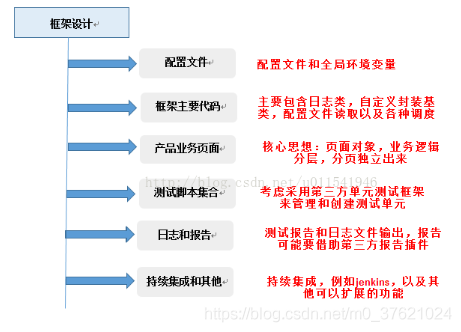 框架设计
配置文件
配置文件和全局环境变量
框架主要代码
主要包含日志类，自定义封装基
类，配置文件读取以及各种调度
产品业务页面
核心思想：页面对象，业务逻辑
分层，分页独立出来
http://blog.csdn.net/u011541946
测试脚本集合
考虑采用第三方单元测试框架
来管理和创建测试单元
日志和报告
测试报告和日志文件输出，报告
可能要借助第三方报告插件
持续集成和其他
持续集成，例如jenkins，以及其
他可以扩展的功能
https://blog.csdn.net/m0_37621024